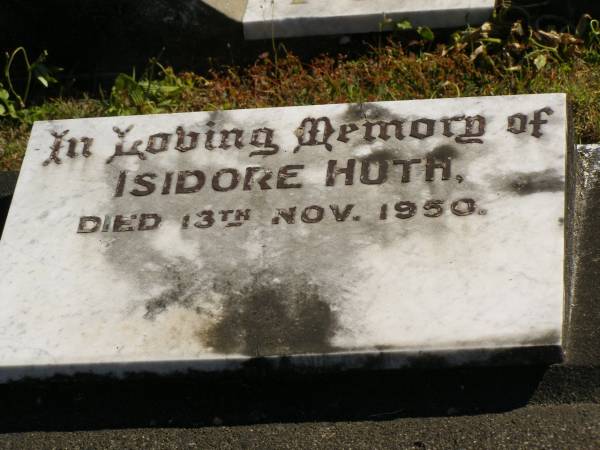 In Loving Memory of
ISIDORE HUTH,
DIED 13TH NOV. 1950.